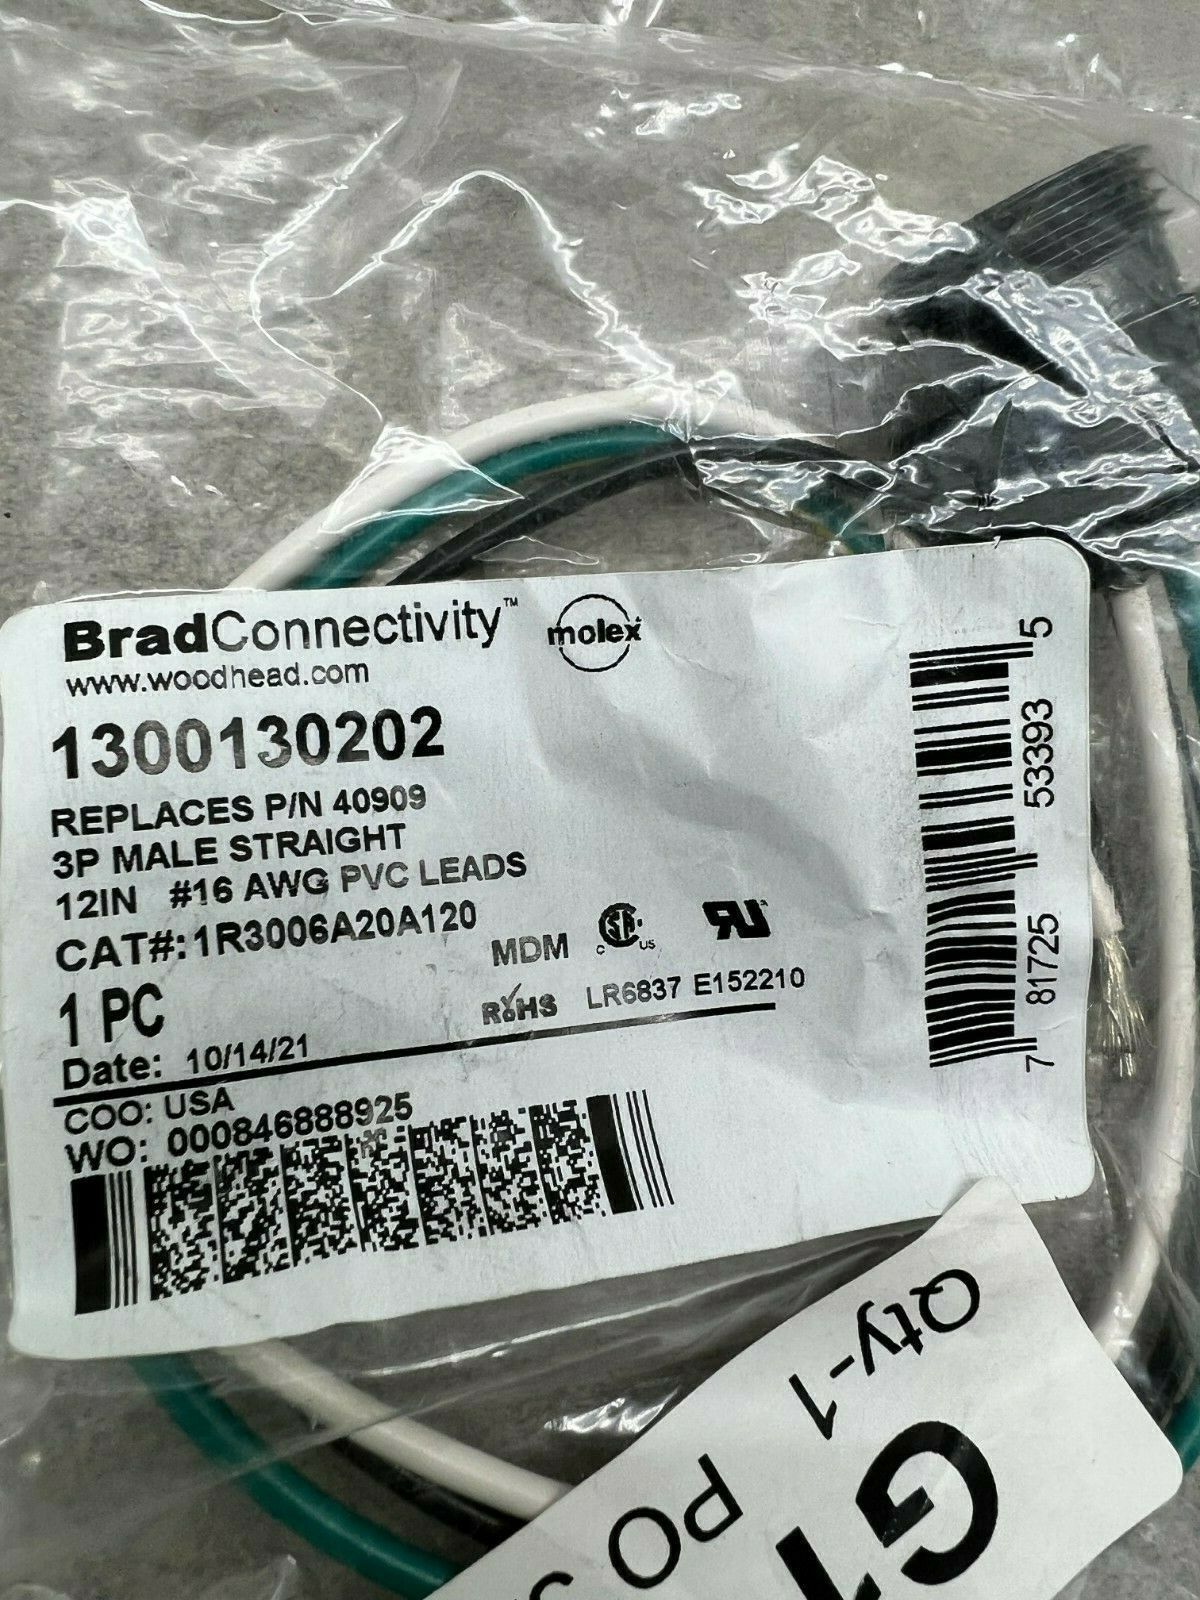 BradConnectivity™
molex
www.woodhead.com
1300130202
REPLACES P/N 40909
3P MALE STRAIGHT
12IN #16 AWG PVC LEADS
CAT#: 1R3006A20A120
MDM
C US
1 PC
RoHS LR6837 E152210
Date: 10/14/21
COO: USA
WO: 000846888925
7 81725 53393 5
Qty-1
PO